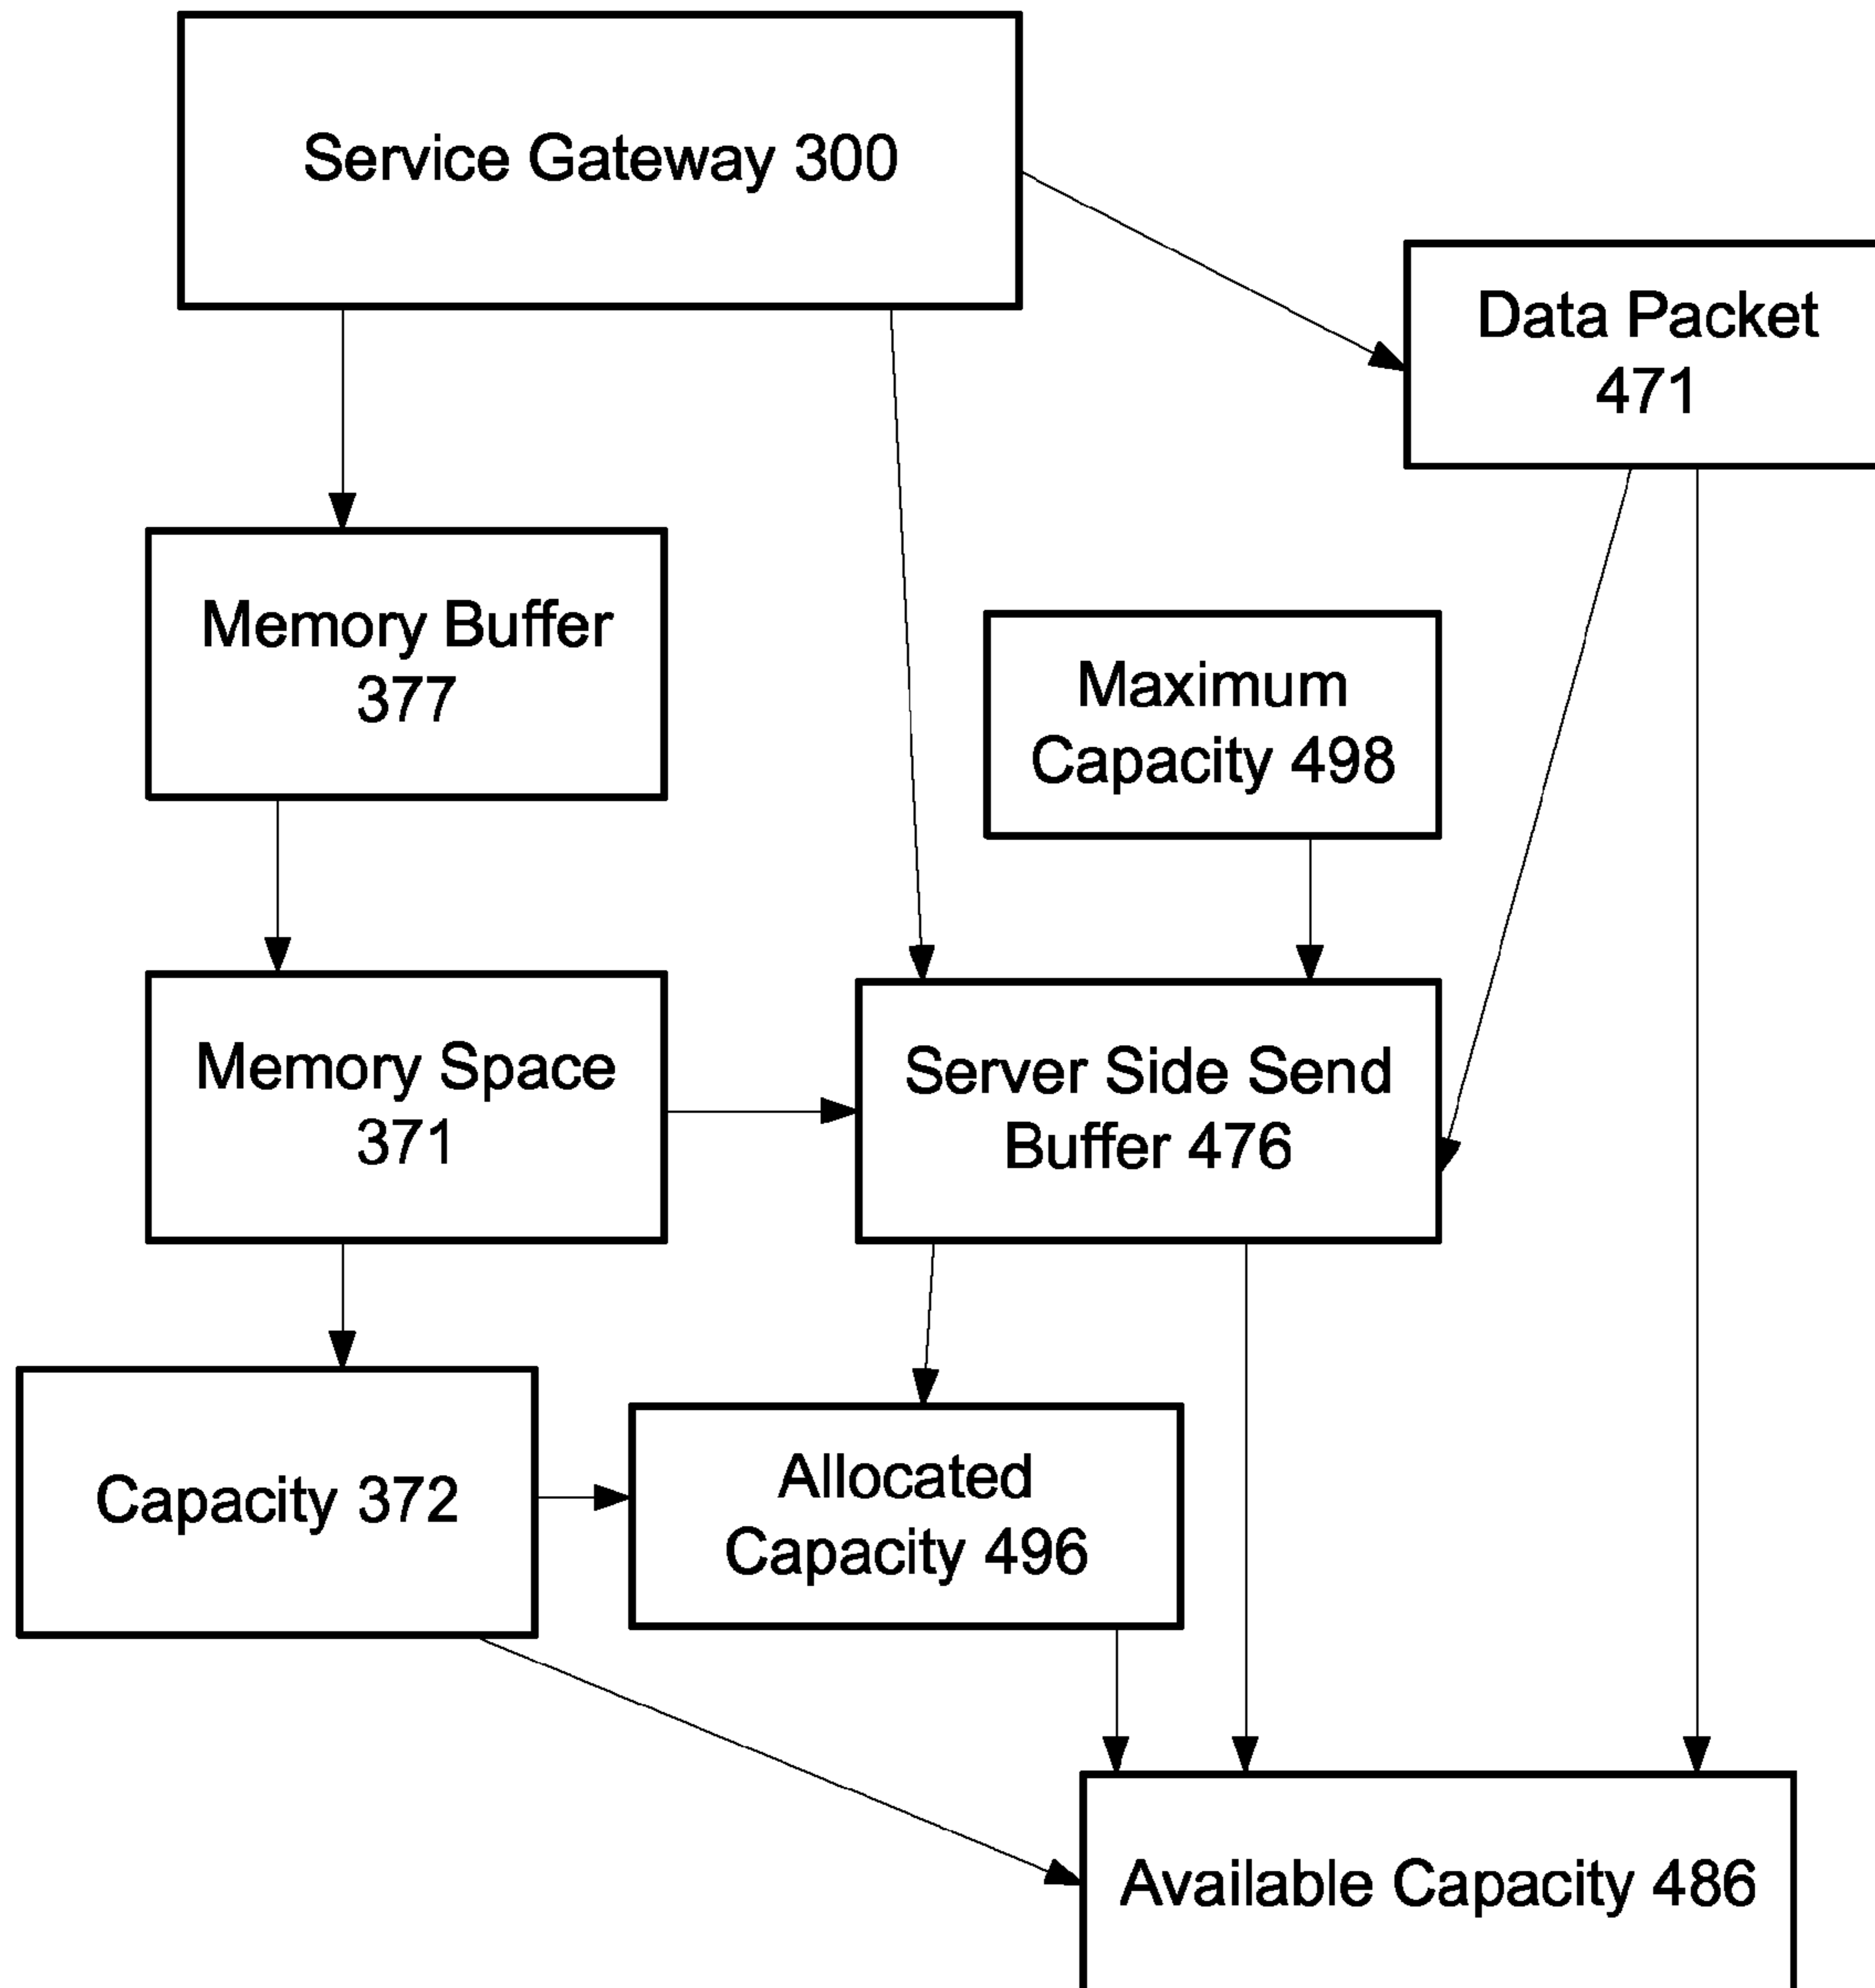 Service Gateway 300
Data Packet
471
Memory Buffer
377
Maximum
Capacity 498
Memory Space
371
Server Side Send
Buffer 476
Capacity 372
Allocated
Capacity 496
Available Capacity 486